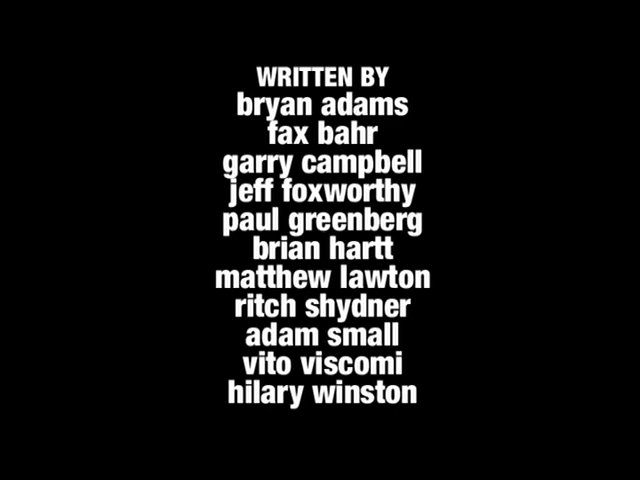 WRITTEN BY
bryan adams
fax bahr
garry campbell
jeff foxworthy
paul greenberg
brian hartt
matthew lawton
ritch shydner
adam small
vito viscomi
hilary winston